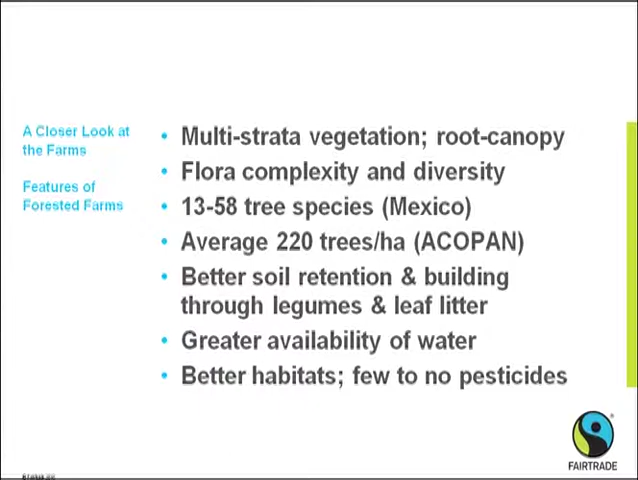 A Closer Look at
the Farms
Features of
Forested Farms
• Multi-strata vegetation; root-canopy
• Flora complexity and diversity
• 13-58 tree species (Mexico)
• Average 220 trees/ha (ACOPAN)
• Better soil retention & building
through legumes & leaf litter
• Greater availability of water
• Better habitats; few to no pesticides
FAIRTRADE